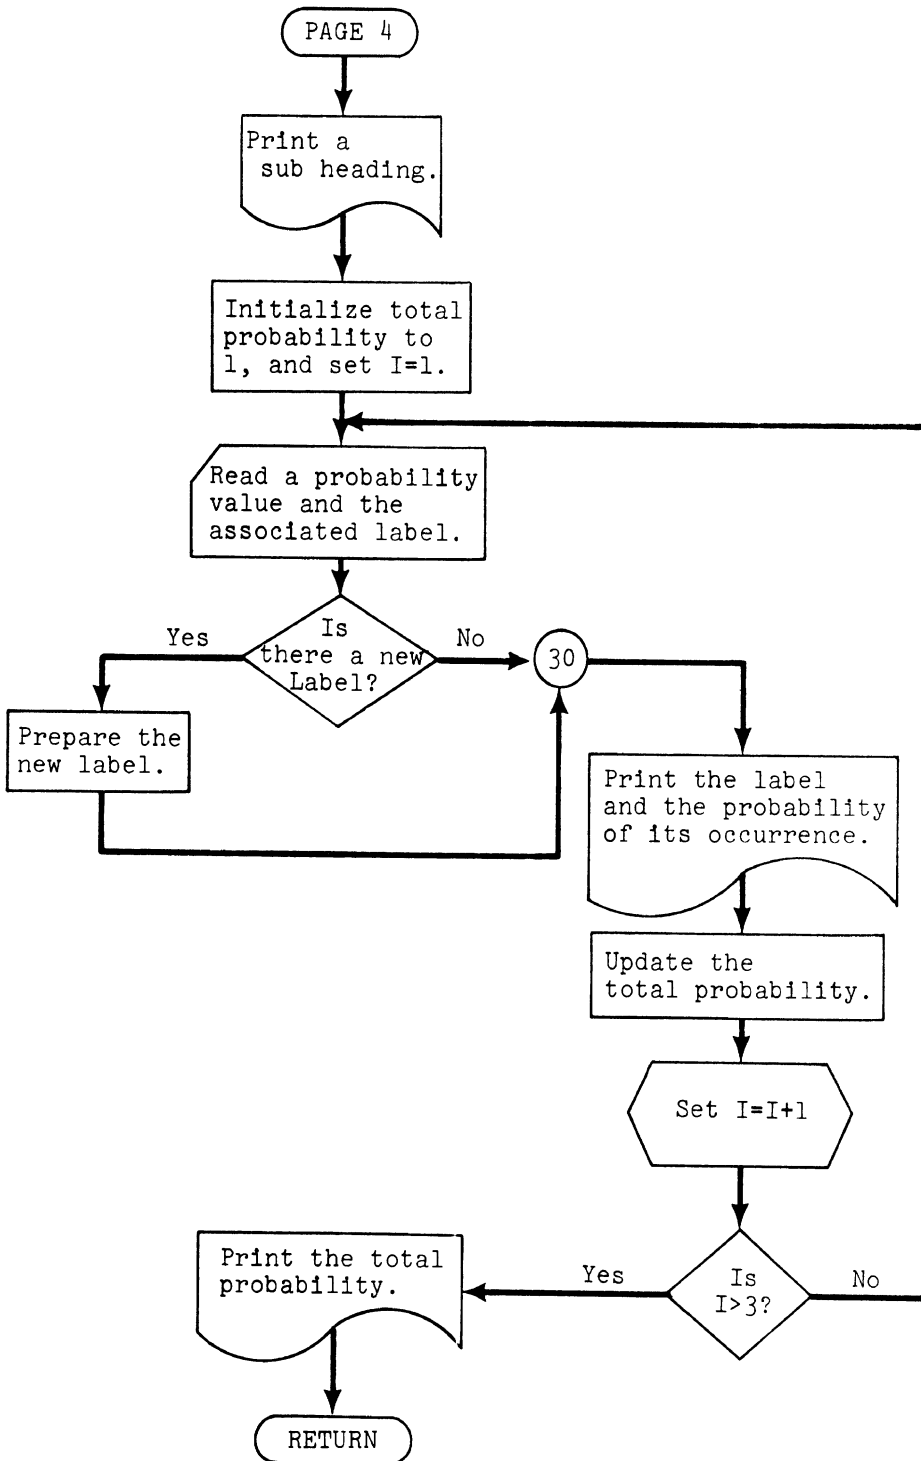 PAGE 4
Print a
sub heading.
Initialize total
probability to
1, and set I=1.
Read a probability
value and the
associated label.
Is
there a new
Label?
Yes
No
30
Prepare the
new label.
Print the label
and the probability
of its occurrence.
Update the
total probability.
Set I=I+1
Is
I>3?
Yes
No
Print the total
probability.
RETURN